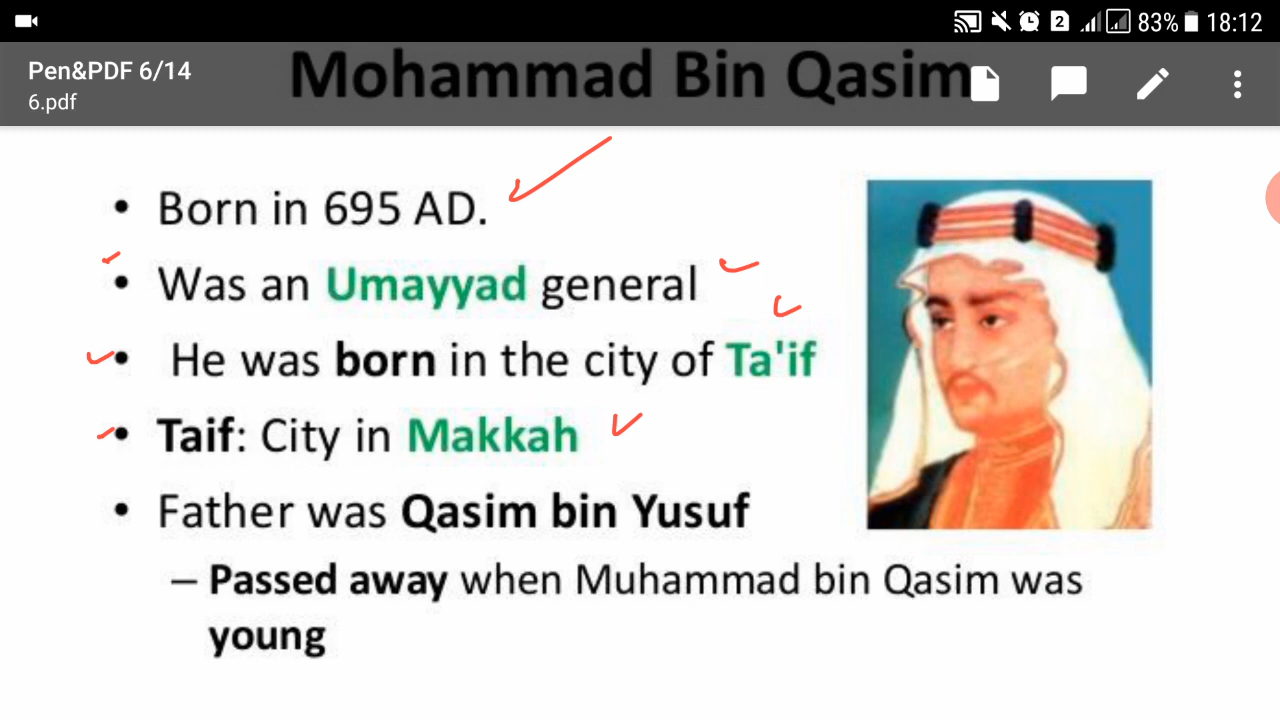 2 83% 18:12
Pen&PDF 6/14
6.pdf
Mohammad Bin Qasim
• Born in 695 AD.
• Was an Umayyad general
• He was born in the city of Ta'if
• Taif: City in Makkah
• Father was Qasim bin Yusuf
– Passed away when Muhammad bin Qasim was
young